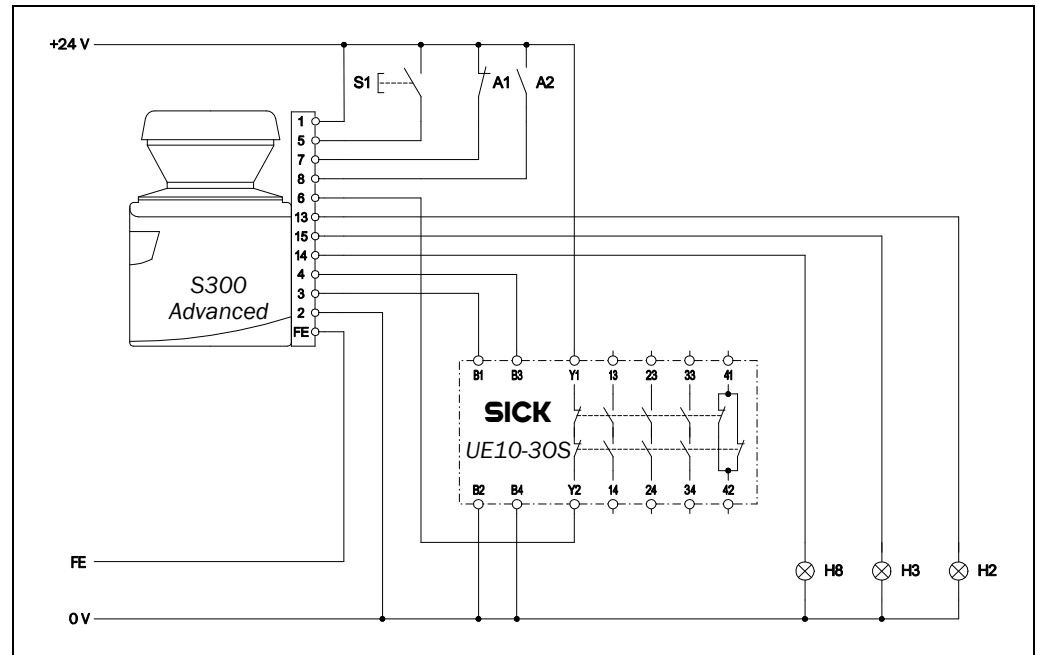 +24 V
S1
A1
A2
1
5
7
8
6
13
15
14
4
3
2
FE
S300
Advanced
B1 B3 Y1 13 23 33 41
SICK
UE10-3OS
B2 B4 Y2 14 24 34 42
FE
H8
H3
H2
0 V